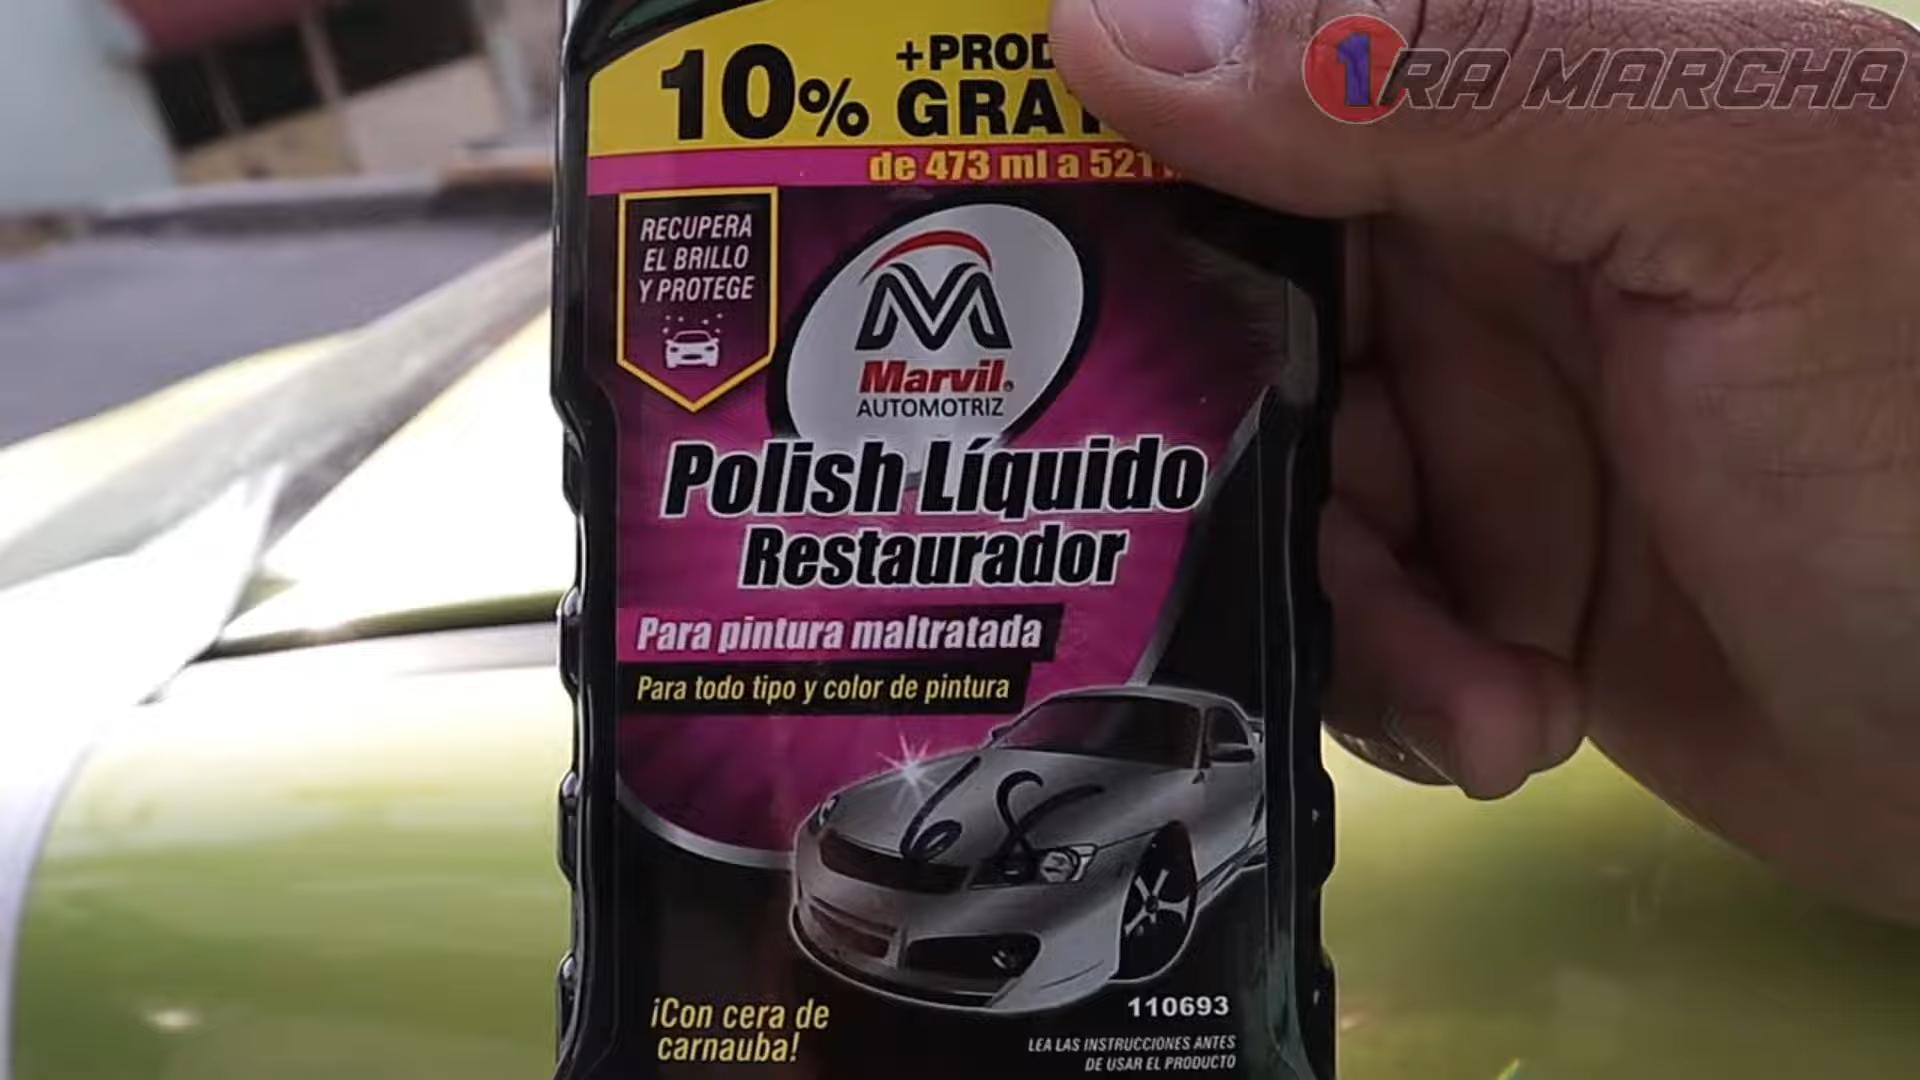 1RA MARCHA
10% +PROD
GRAT
de 473 ml a 521
RECUPERA
EL BRILLO
Y PROTEGE
Marvil®
AUTOMOTRIZ
Polish Líquido
Restaurador
Para pintura maltratada
Para todo tipo y color de pintura
68
¡Con cera de
carnauba!
110693
LEA LAS INSTRUCCIONES ANTES
DE USAR EL PRODUCTO